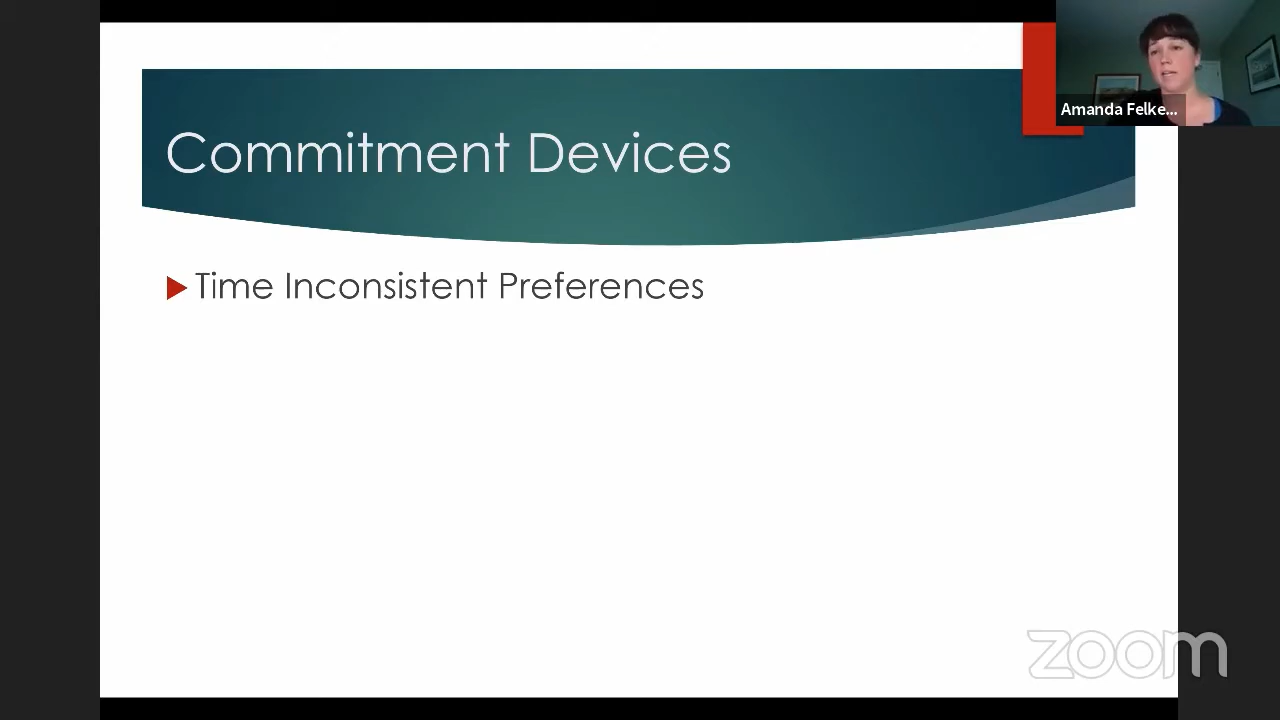 Commitment Devices
Amanda Felke...
Time Inconsistent Preferences
zoom